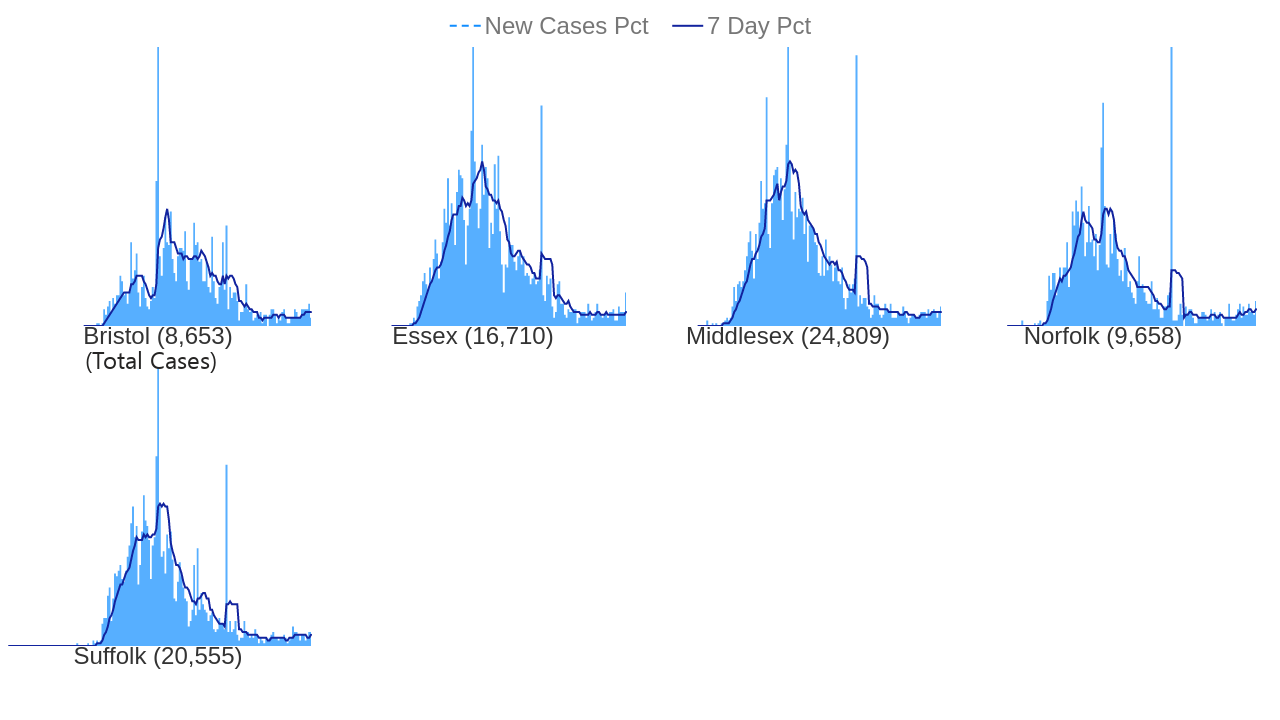 New Cases Pct 7 Day Pct
Bristol (8,653) Essex (16,710) Middlesex (24,809) Norfolk (9,658)
(Total Cases)
Suffolk (20,555)